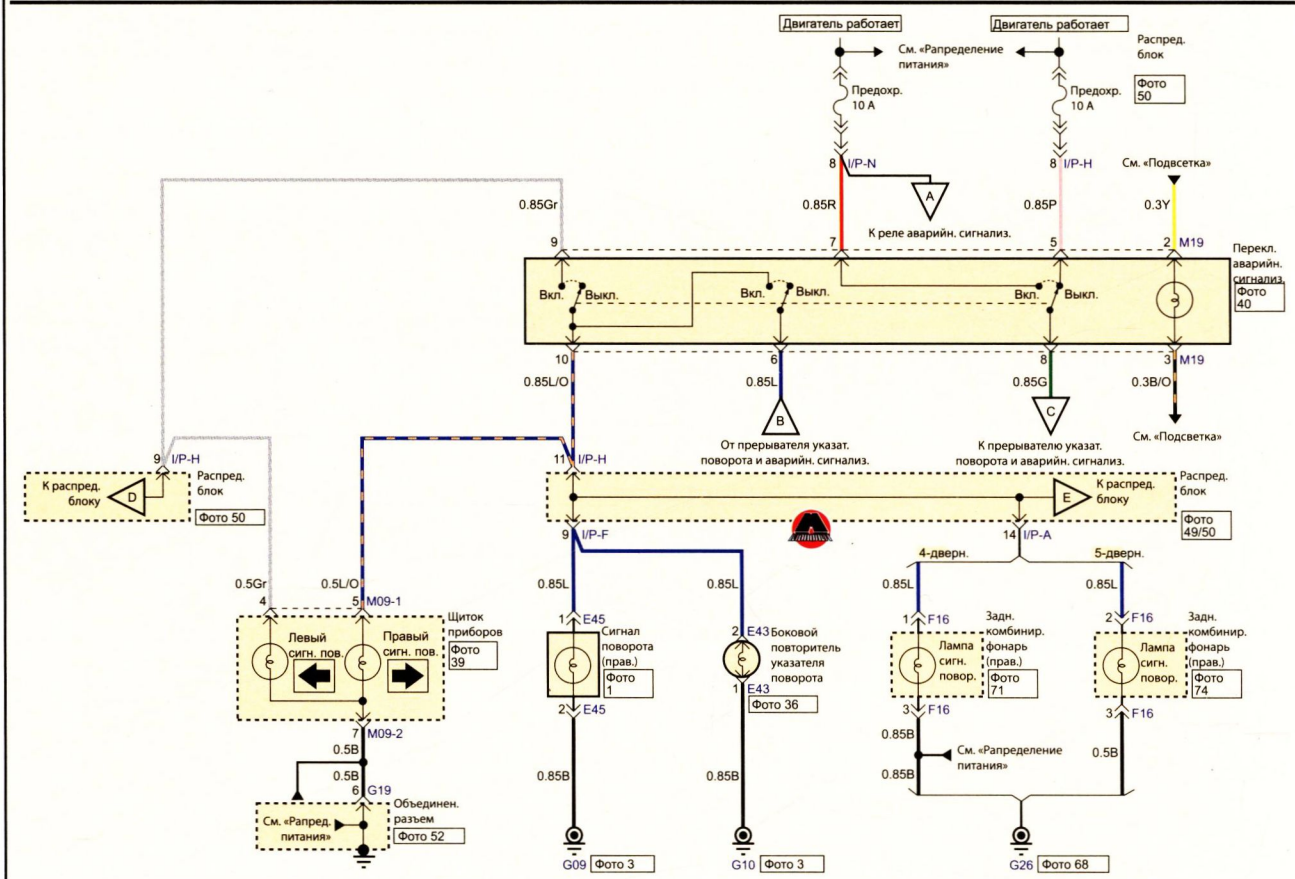 Двигатель работает
Двигатель работает
См. «Рапределение
питания»
Распред.
блок
Фото
50
Предохр.
10 А
Предохр.
10 А
8 I/P-N
8 I/P-H
См. «Подсветка»
A
0.85Gr
0.85R
0.85P
0.3Y
К реле аварийн. сигнализ.
9
7
5
2 M19
Перекл.
аварийн.
сигнализ.
Фото
40
Вкл. Выкл.
Вкл. Выкл.
Вкл. Выкл.
10
6
8
3 M19
0.85L/O
0.85L
0.85G
0.3B/O
B
C
От прерывателя указат.
поворота и аварийн. сигнализ.
К прерывателю указат.
поворота и аварийн. сигнализ.
См. «Подсветка»
9 I/P-H
11 I/P-H
К распред.
блоку
D
Распред.
блок
Фото 50
E
К распред.
блоку
Распред.
блок
Фото
49/50
9 I/P-F
14 I/P-A
4-дверн.
5-дверн.
0.5Gr
0.5L/O
0.85L
0.85L
0.85L
0.85L
4
5 M09-1
1 E45
2 E43
1 F16
2 F16
Щиток
приборов
Фото
39
Левый
сигн. пов.
Правый
сигн. пов.
Сигнал
поворота
(прав.)
Фото
1
Боковой
повторитель
указателя
поворота
Фото 36
Лампа
сигн.
повор.
Задн.
комбинир.
фонарь
(прав.)
Фото
71
Лампа
сигн.
повор.
Задн.
комбинир.
фонарь
(прав.)
Фото
74
2 E45
1 E43
3 F16
3 F16
7 M09-2
0.5B
0.5B
6 G19
0.85B
0.85B
0.85B
0.85B
См. «Рапределение
питания»
0.5B
См. «Рапред.
питания»
Объединен.
разъем
Фото 52
G09 Фото 3
G10 Фото 3
G26 Фото 68